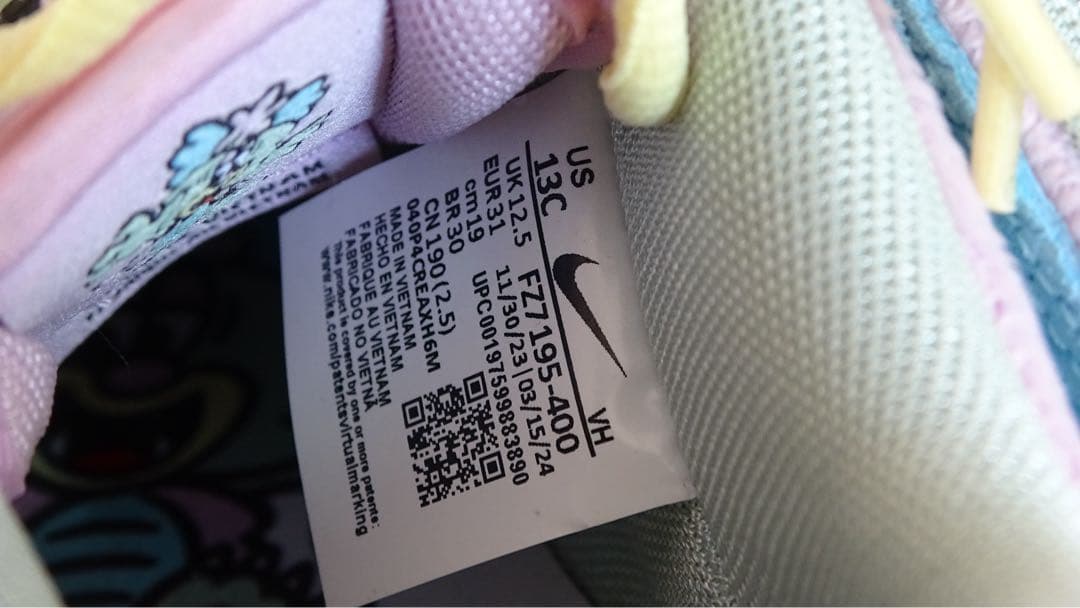 US
13C
VH
UK 12.5
FZ7195-400
EUR 31
11/30/23|03/15/24
cm 19
UPC00197599883890
BR 30
CN 190(2.5)
040P4CREAXH6M
MADE IN VIETNAM
HECHO EN VIETNAM
FABRIQUE AU VIETNAM
FABRICADO NO VIETNÃ
This product is covered by one or more patents:
www.nike.com/patentsvirtualmarking